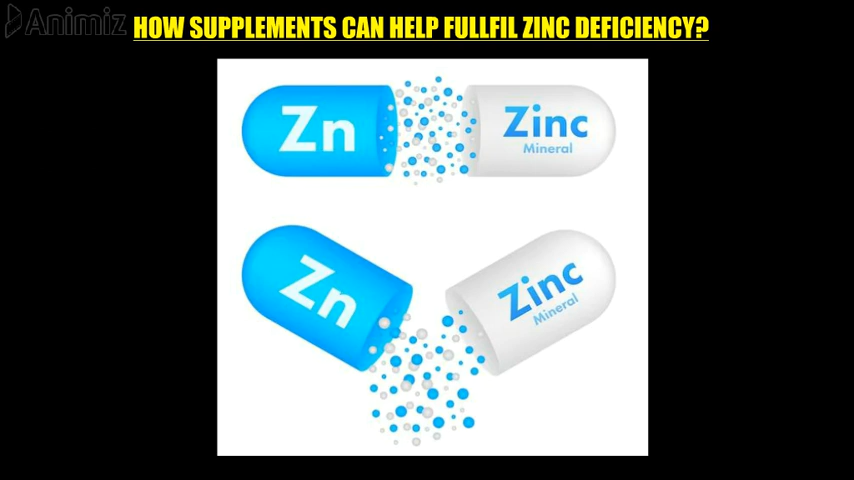 Animiz
HOW SUPPLEMENTS CAN HELP FULLFIL ZINC DEFICIENCY?
Zn
Zinc
Mineral
Zn
Zinc
Mineral